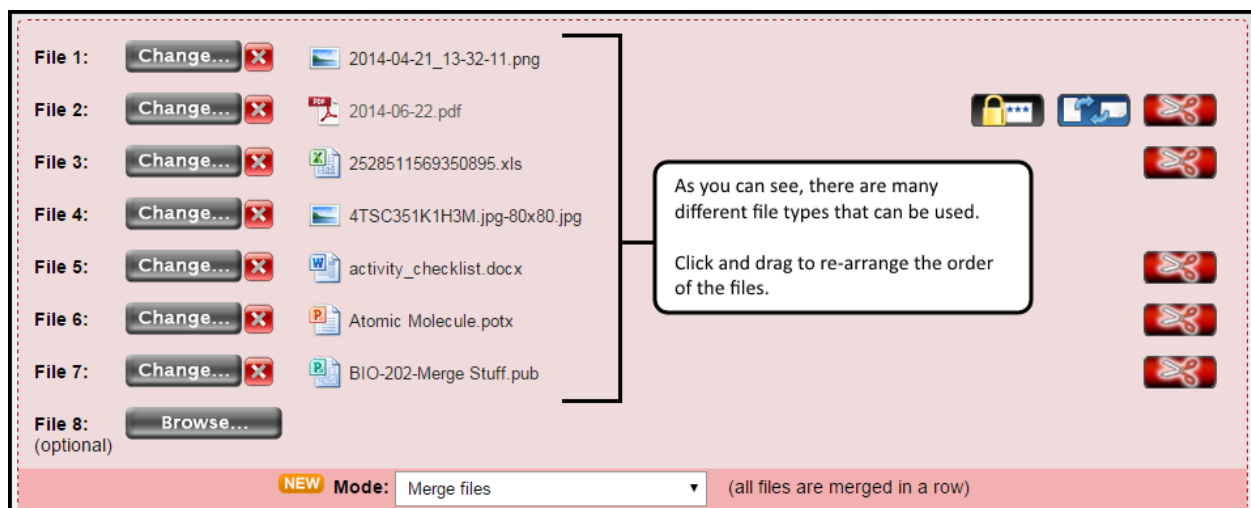 File 1: Change... 2014-04-21_13-32-11.png
File 2: Change... PDF 2014-06-22.pdf ***
File 3: Change... 2528511569350895.xls
File 4: Change... 4TSC351K1H3M.jpg-80x80.jpg
As you can see, there are many
different file types that can be used.
Click and drag to re-arrange the order
of the files.
File 5: Change... activity_checklist.docx
File 6: Change... Atomic Molecule.potx
File 7: Change... BIO-202-Merge Stuff.pub
File 8: Browse...
(optional)
NEW Mode: Merge files (all files are merged in a row)